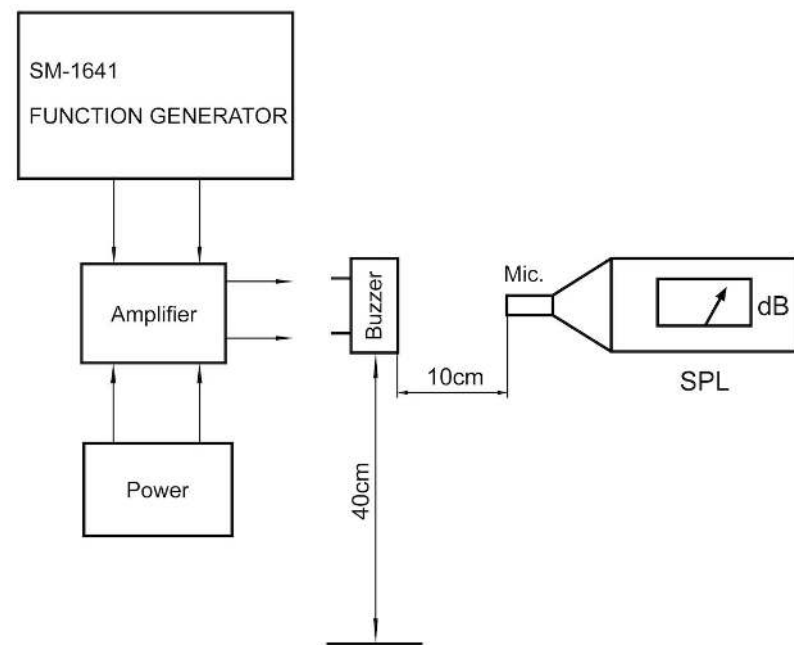 SM-1641
FUNCTION GENERATOR
Amplifier
Power
Buzzer
40cm
10cm
Mic.
dB
SPL